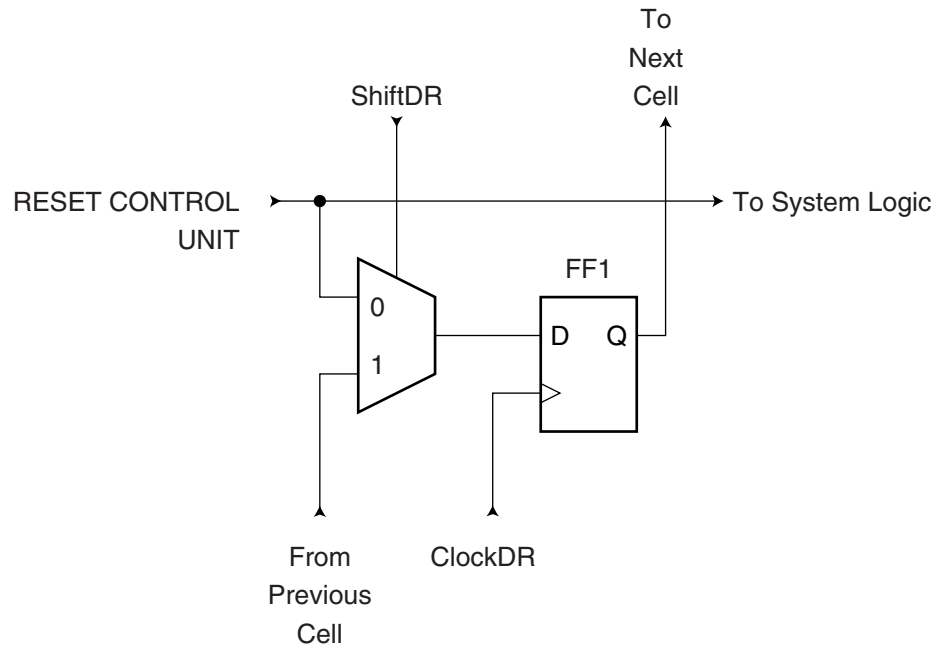 To
Next
Cell
ShiftDR
RESET CONTROL
UNIT
To System Logic
FF1
0
1
D
Q
From
Previous
Cell
ClockDR